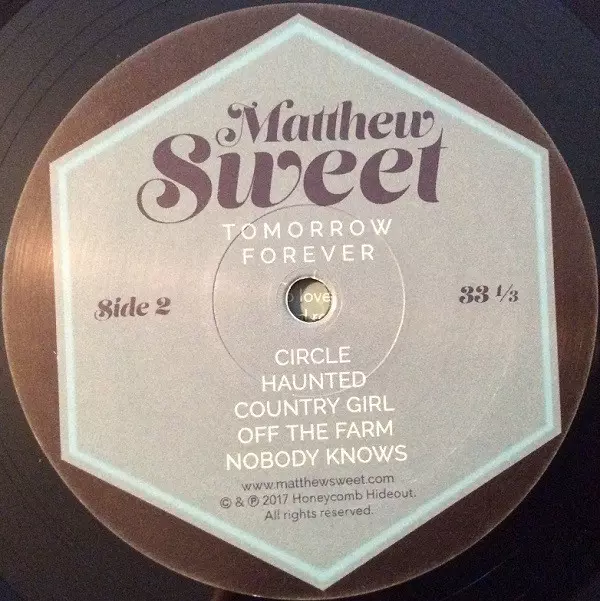 Matthew
Sweet
TOMORROW
FOREVER
Side 2
33 1/3
love
CIRCLE
HAUNTED
COUNTRY GIRL
OFF THE FARM
NOBODY KNOWS
www.matthewsweet.com
© & ℗ 2017 Honeycomb Hideout.
All rights reserved.